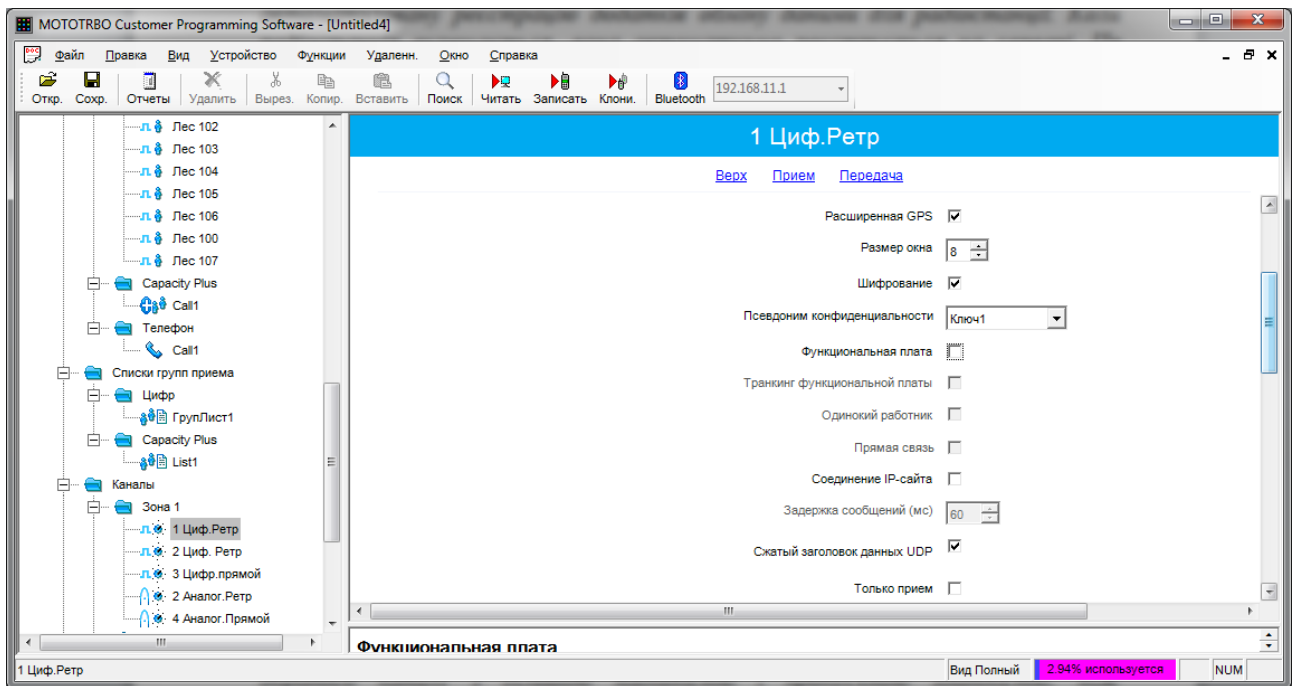 MOTOTRBO Customer Programming Software - [Untitled4]
Файл Правка Вид Устройство Функции Удаленн. Окно Справка
Откр. Сохр. Отчеты Удалить Вырез. Копир. Вставить Поиск Читать Записать Клони. Bluetooth 192.168.11.1
Лес 102
Лес 103
Лес 104
Лес 105
Лес 106
Лес 100
Лес 107
Capacity Plus
Call1
Телефон
Call1
Списки групп приема
Цифр
ГрупЛист1
Capacity Plus
List1
Каналы
Зона 1
1 Циф.Ретр
2 Циф. Ретр
3 Цифр.прямой
2 Аналог.Ретр
4 Аналог.Прямой
1 Циф.Ретр
Верх Прием Передача
Расширенная GPS
Размер окна 8
Шифрование
Псевдоним конфиденциальности Ключ1
Функциональная плата
Транкинг функциональной платы
Одинокий работник
Прямая связь
Соединение IP-сайта
Задержка сообщений (мс) 60
Сжатый заголовок данных UDP
Только прием
Функциональная плата
1 Циф.Ретр Вид Полный 2.94% используется NUM